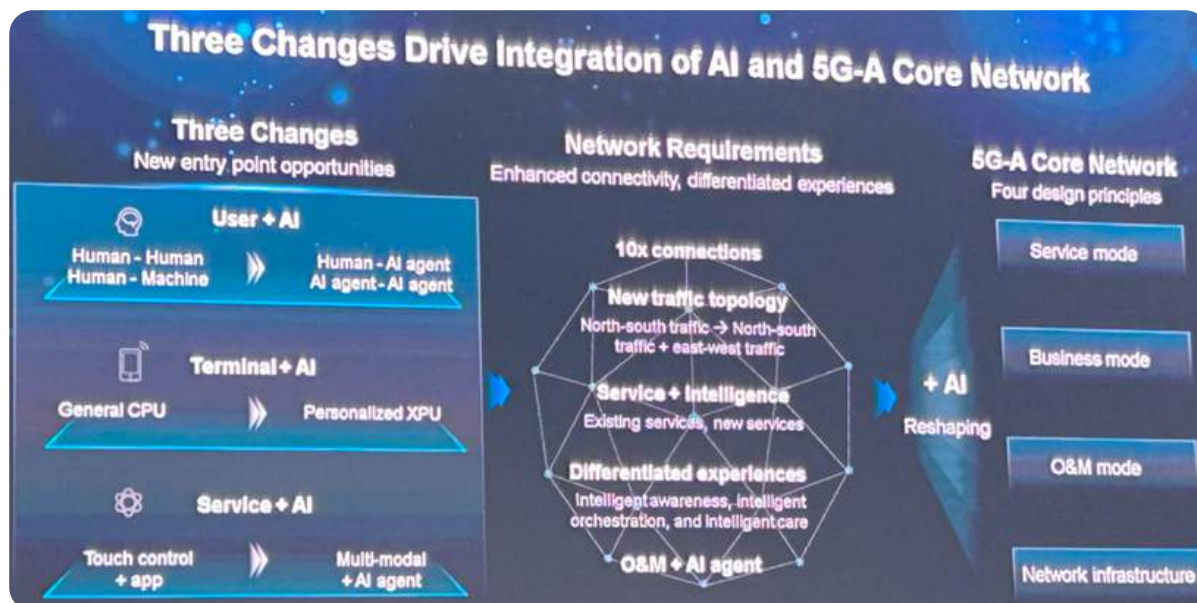 Three Changes Drive Integration of AI and 5G-A Core Network
Three Changes
New entry point opportunities
User + AI
Human - Human
Human - Machine
Human - AI agent
AI agent - AI agent
Terminal + AI
General CPU
Personalized XPU
Service + AI
Touch control
+ app
Multi-modal
+ AI agent
Network Requirements
Enhanced connectivity, differentiated experiences
10x connections
New traffic topology
North-south traffic → North-south
traffic + east-west traffic
Service + Intelligence
Existing services, new services
Differentiated experiences
Intelligent awareness, intelligent
orchestration, and intelligent care
O&M + AI agent
+ AI
Reshaping
5G-A Core Network
Four design principles
Service mode
Business mode
O&M mode
Network infrastructure